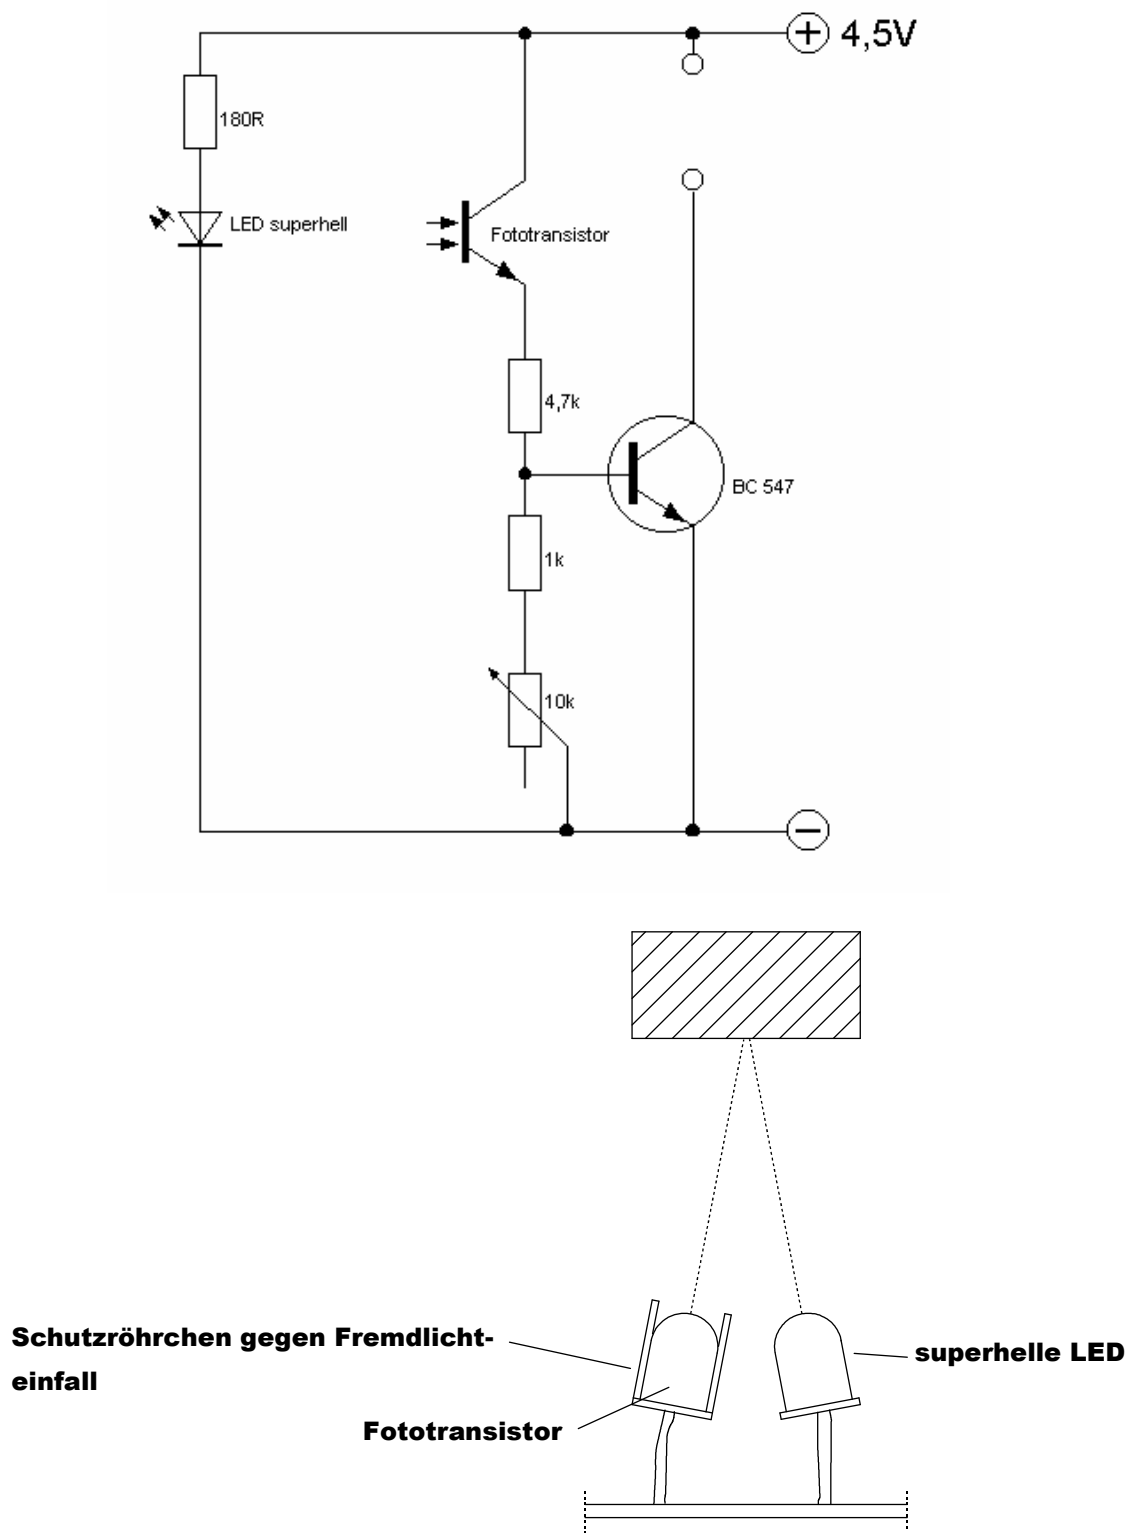 4,5V
180R
LED superhell
Fototransistor
4,7k
BC 547
1k
10k
Schutzröhrchen gegen Fremdlicht-
einfall
superhelle LED
Fototransistor